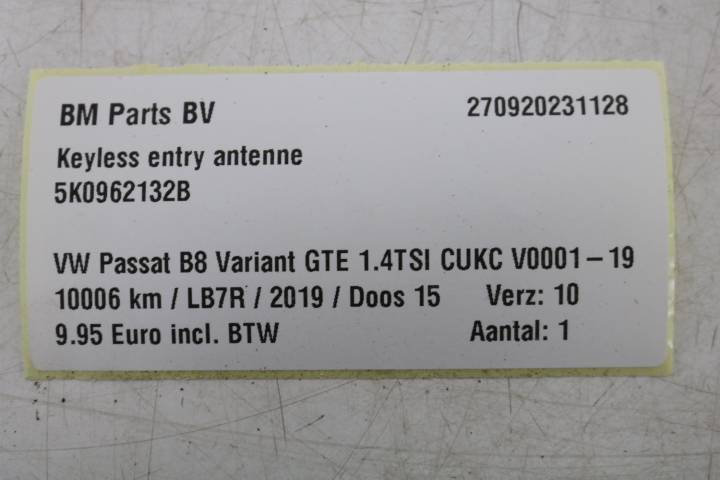 BM Parts BV 270920231128
Keyless entry antenne
5K0962132B
VW Passat B8 Variant GTE 1.4TSI CUKC V0001-19
10006 km / LB7R / 2019 / Doos 15 Verz: 10
9.95 Euro incl. BTW Aantal: 1